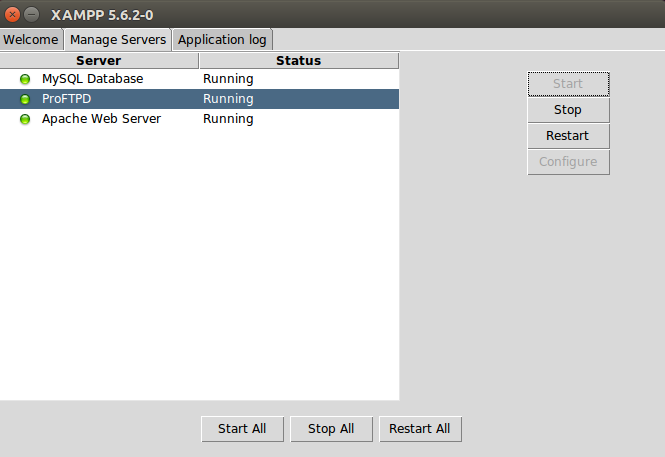 XAMPP 5.6.2-0
Welcome Manage Servers Application log
Server Status
MySQL Database Running
ProFTPD Running
Apache Web Server Running
Start
Stop
Restart
Configure
Start All Stop All Restart All